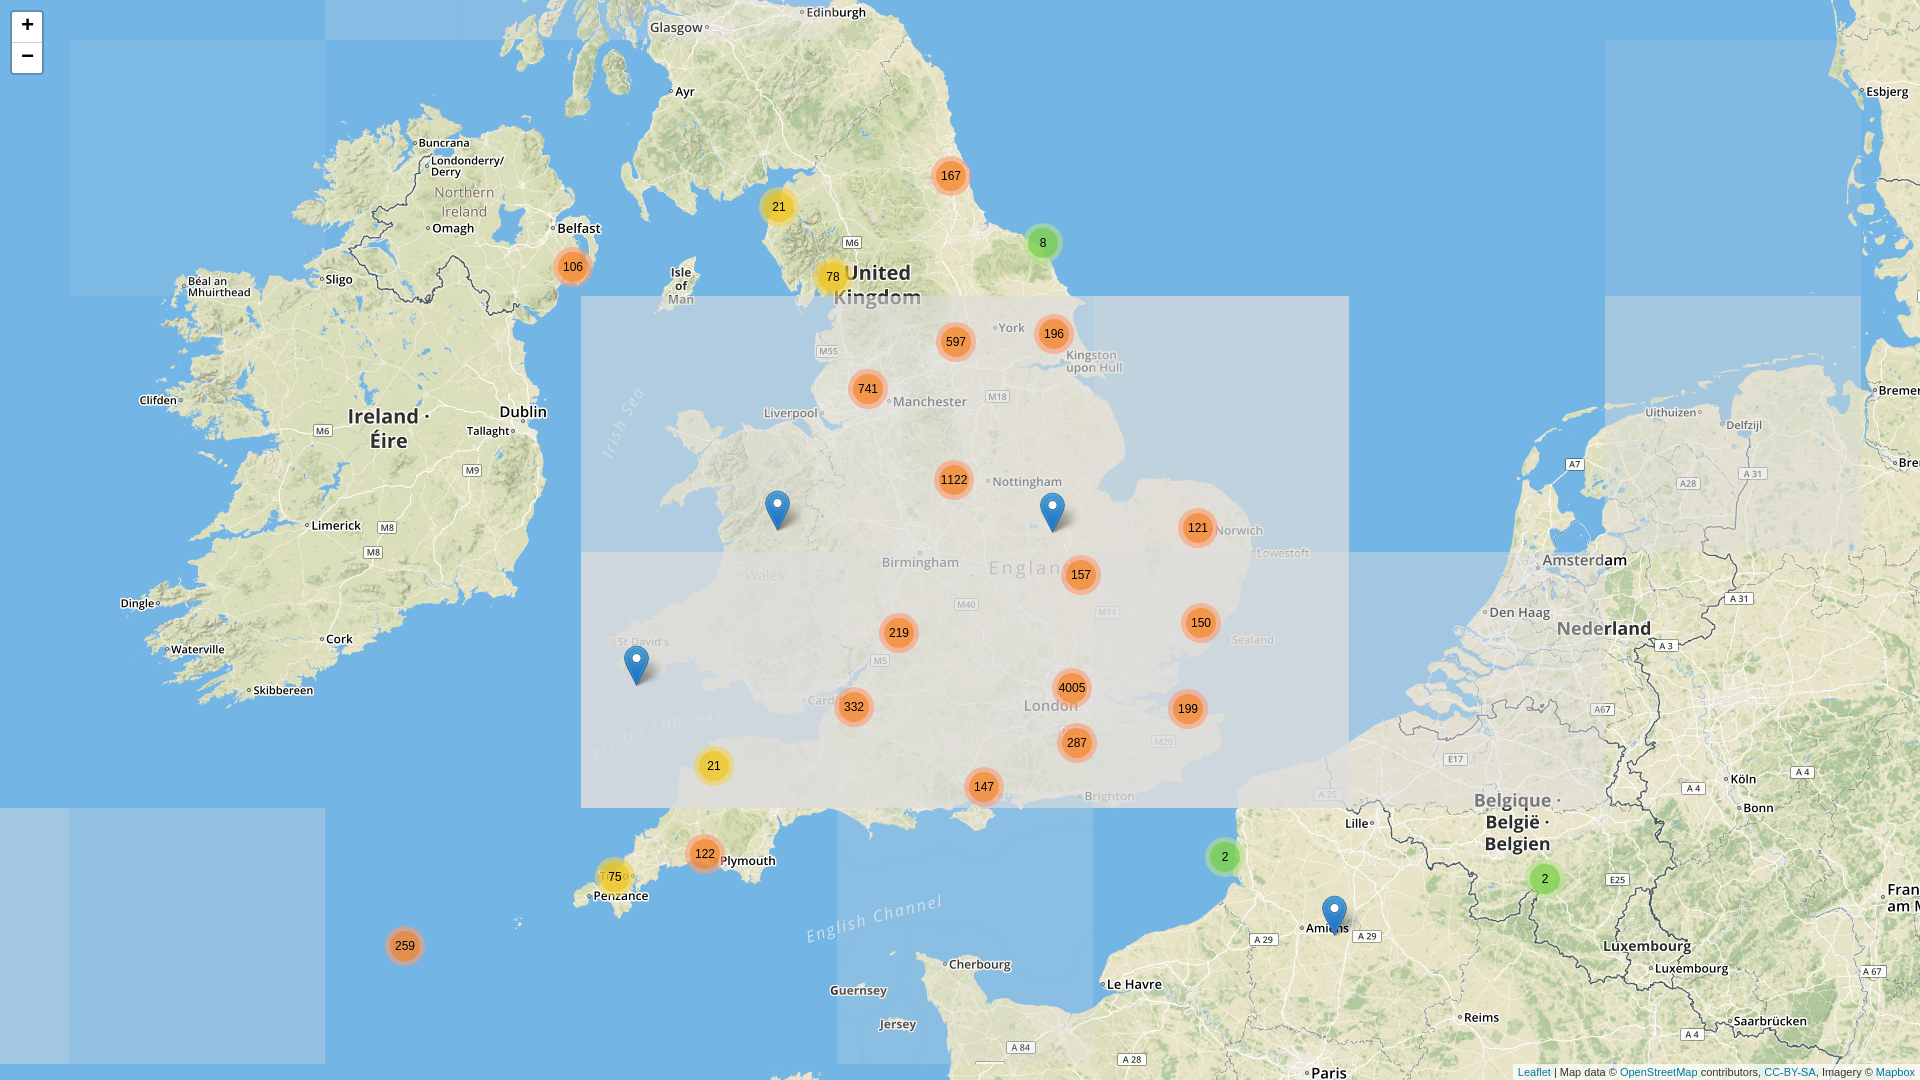 +
−
Edinburgh
Glasgow
Ayr
Esbjerg
Buncrana
Londonderry/
Derry
167
Northern
Ireland
21
Omagh
Belfast
8
M6
106
Isle
of
Man
78
United
Kingdom
Sligo
Béal an
Mhuirthead
York
196
597
M55
Kingston
upon Hull
741
Manchester
M18
Bremer
Clifden
Liverpool
Dublin
Uithuizen
Ireland ·
Éire
Irish Sea
Delfzijl
M6
Tallaght
A7
Bre
M9
A 31
1122
Nottingham
A28
Limerick
M8
121
Norwich
M8
Birmingham
Lowestoft
Amsterdam
Wales
Englan
157
A 31
Dingle
M40
M11
Den Haag
219
150
Nederland
Cork
St David's
Sealand
Waterville
A 3
M5
Skibbereen
4005
Cardi
332
London
199
A67
Bristol Channel
287
M20
E17
21
A 4
Köln
147
A 4
Brighton
A 25
Belgique ·
België ·
Belgien
Bonn
Lille
122
Plymouth
2
75
2
E25
Penzance
Fran
am M
English Channel
Amiens
A 29
A 29
259
Luxembourg
Cherbourg
Luxembourg
A 67
Le Havre
Guernsey
Reims
Jersey
Saarbrücken
A 4
A 84
A 28
Paris
Leaflet | Map data © OpenStreetMap contributors, CC-BY-SA, Imagery © Mapbox